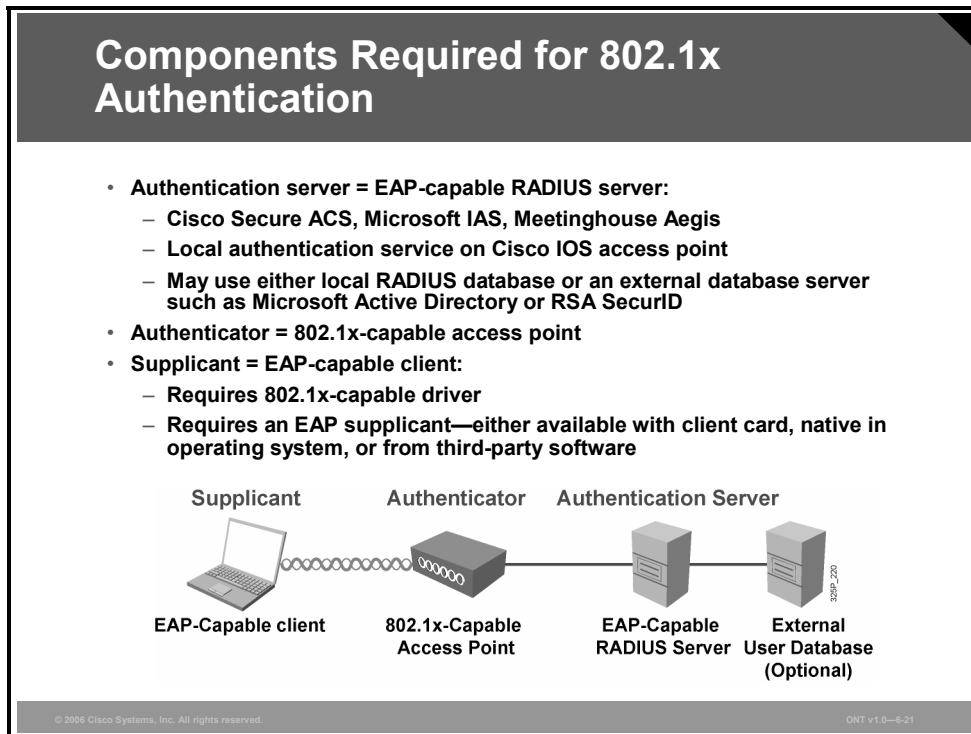 Components Required for 802.1x
Authentication
• Authentication server = EAP-capable RADIUS server:
– Cisco Secure ACS, Microsoft IAS, Meetinghouse Aegis
– Local authentication service on Cisco IOS access point
– May use either local RADIUS database or an external database server
such as Microsoft Active Directory or RSA SecurID
• Authenticator = 802.1x-capable access point
• Supplicant = EAP-capable client:
– Requires 802.1x-capable driver
– Requires an EAP supplicant—either available with client card, native in
operating system, or from third-party software
Supplicant
Authenticator
Authentication Server
325P_220
EAP-Capable client
802.1x-Capable
Access Point
EAP-Capable
RADIUS Server
External
User Database
(Optional)
© 2006 Cisco Systems, Inc. All rights reserved.
ONT v1.0—6-21